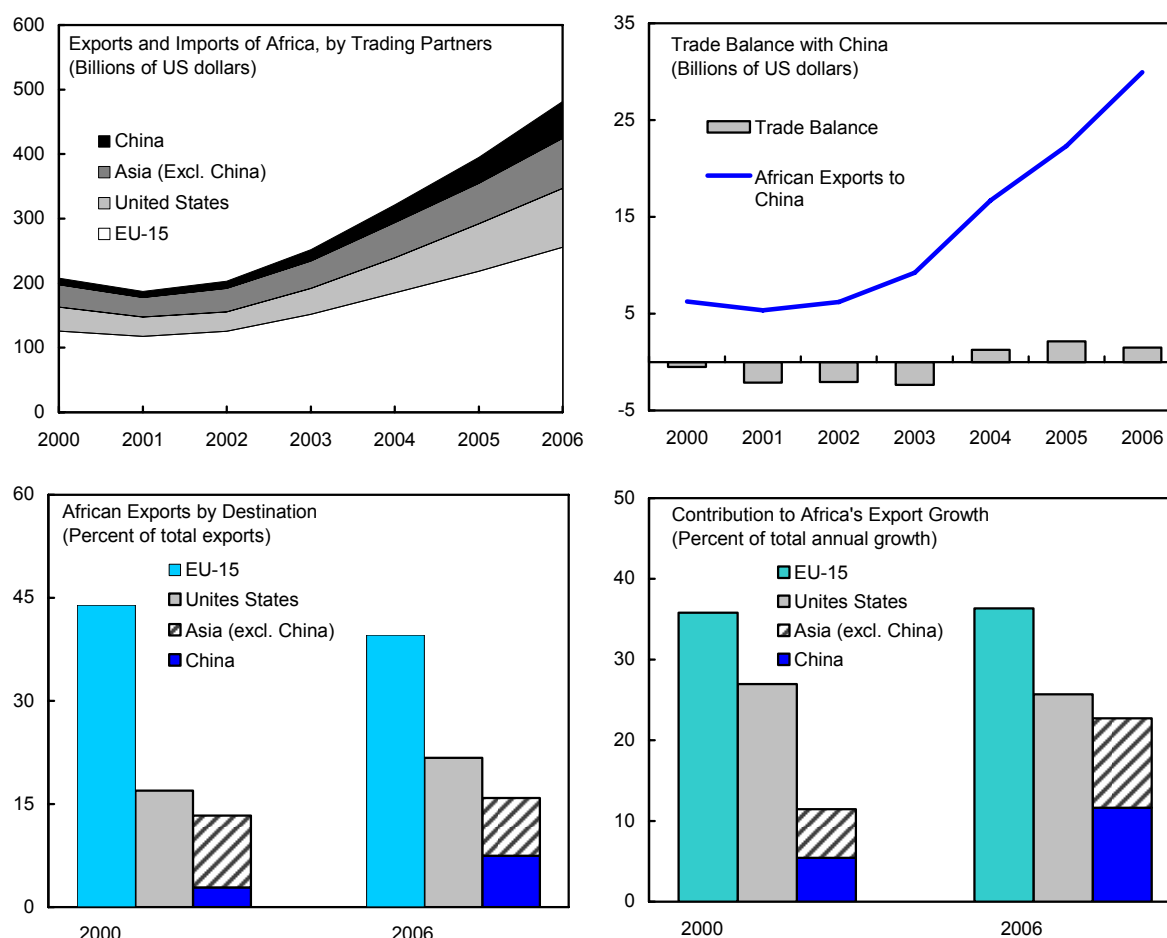 Exports and Imports of Africa, by Trading Partners
(Billions of US dollars)
600
500
400
300
200
100
0
China
Asia (Excl. China)
United States
EU-15
2000 2001 2002 2003 2004 2005 2006
Trade Balance with China
(Billions of US dollars)
35
25
15
5
-5
Trade Balance
African Exports to
China
2000 2001 2002 2003 2004 2005 2006
African Exports by Destination
(Percent of total exports)
60
45
30
15
0
EU-15
Unites States
Asia (excl. China)
China
2000 2006
Contribution to Africa's Export Growth
(Percent of total annual growth)
50
40
30
20
10
0
EU-15
Unites States
Asia (excl. China)
China
2000 2006